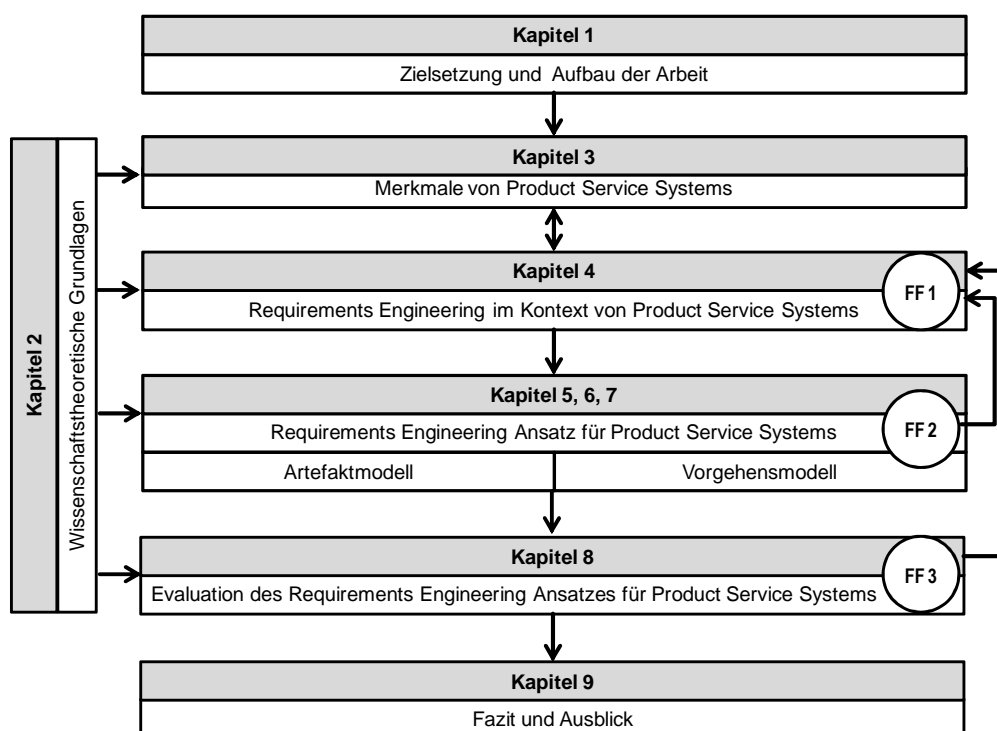 Kapitel 1
Zielsetzung und Aufbau der Arbeit
Kapitel 2
Wissenschaftstheoretische Grundlagen
Kapitel 3
Merkmale von Product Service Systems
Kapitel 4
FF 1
Requirements Engineering im Kontext von Product Service Systems
Kapitel 5, 6, 7
Requirements Engineering Ansatz für Product Service Systems
FF 2
Artefaktmodell
Vorgehensmodell
Kapitel 8
FF 3
Evaluation des Requirements Engineering Ansatzes für Product Service Systems
Kapitel 9
Fazit und Ausblick